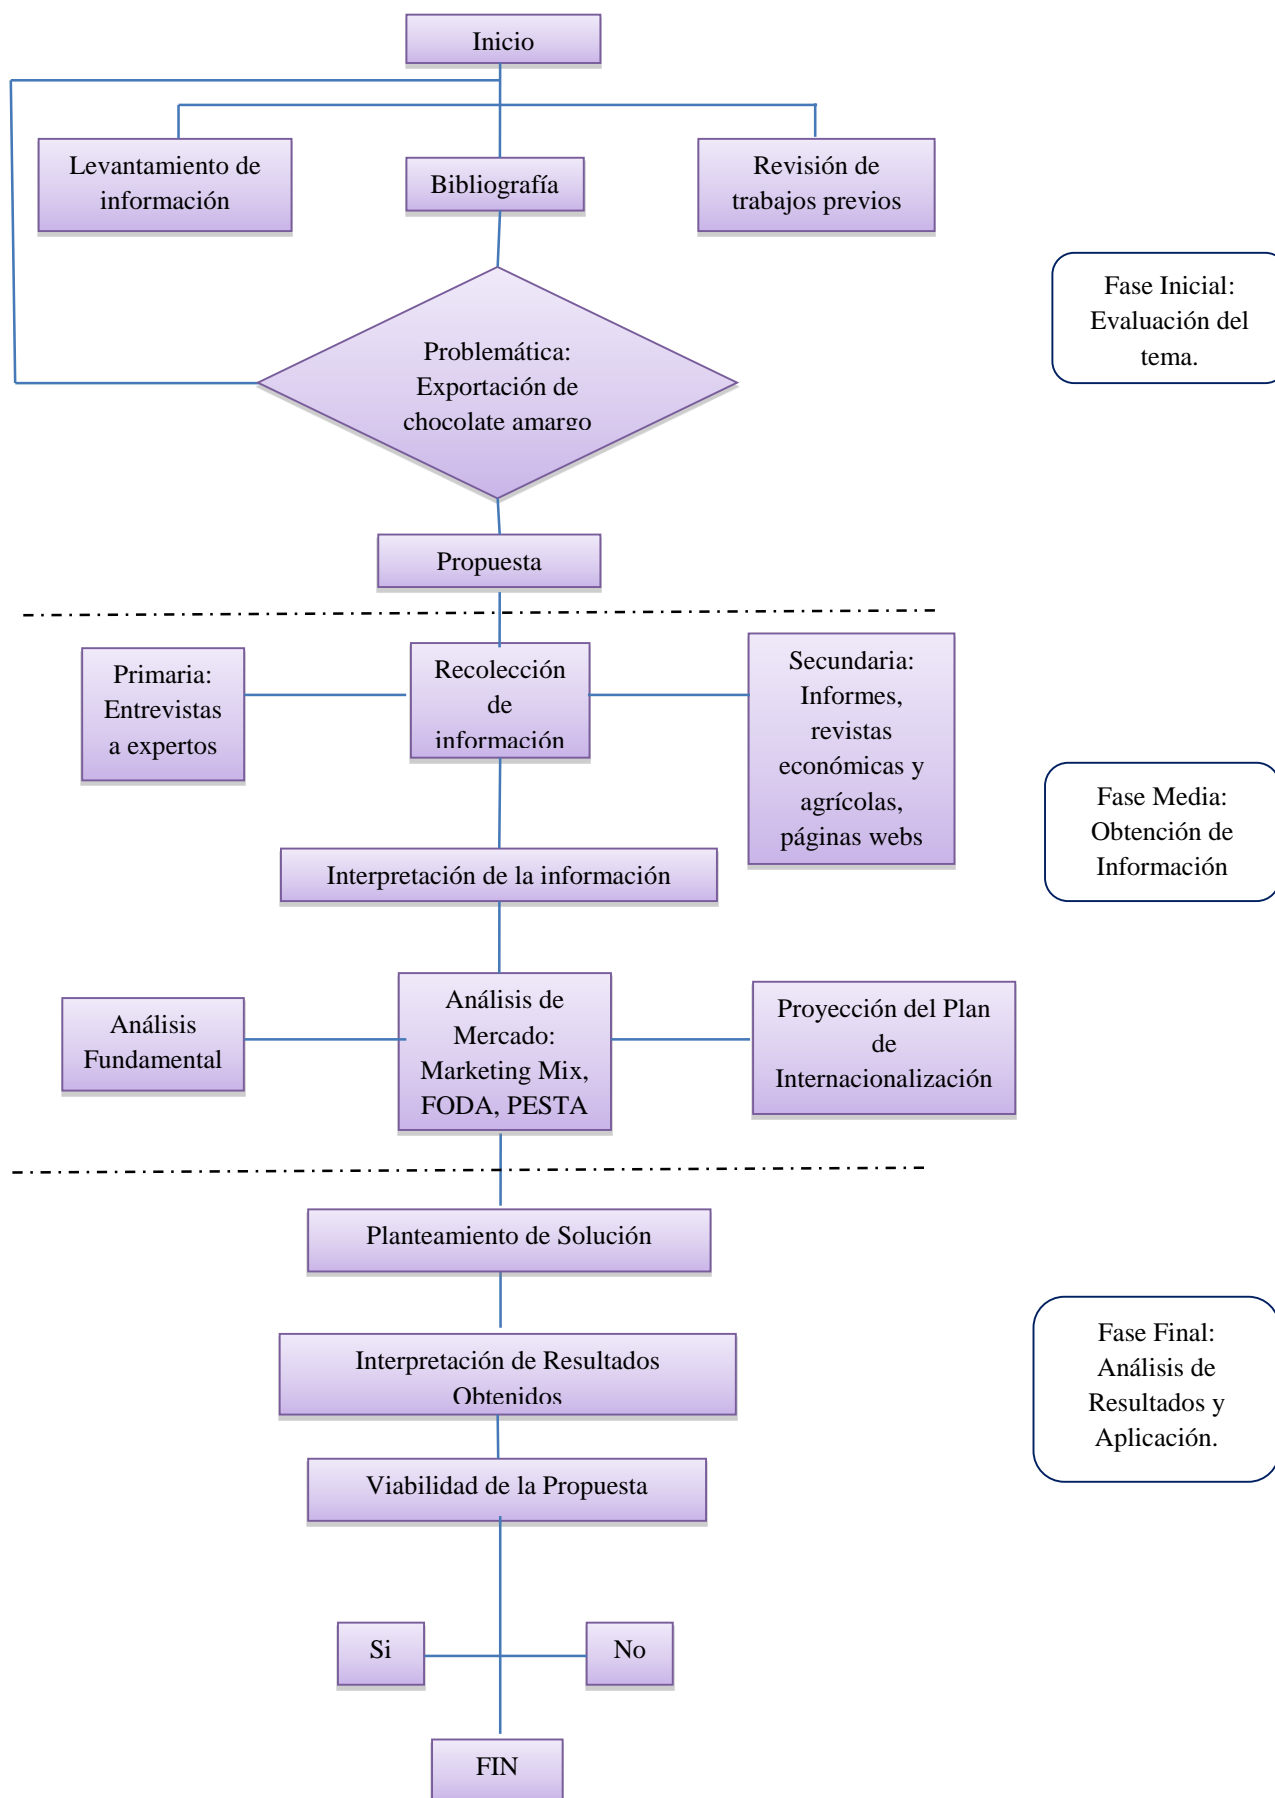 Inicio
Levantamiento de
información
Bibliografía
Revisión de
trabajos previos
Problemática:
Exportación de
chocolate amargo
Fase Inicial:
Evaluación del
tema.
Propuesta
Primaria:
Entrevistas
a expertos
Recolección
de
información
Secundaria:
Informes,
revistas
económicas y
agrícolas,
páginas webs
Interpretación de la información
Fase Media:
Obtención de
Información
Análisis
Fundamental
Análisis de
Mercado:
Marketing Mix,
FODA, PESTA
Proyección del Plan
de
Internacionalización
Planteamiento de Solución
Interpretación de Resultados
Obtenidos
Viabilidad de la Propuesta
Fase Final:
Análisis de
Resultados y
Aplicación.
Si
No
FIN